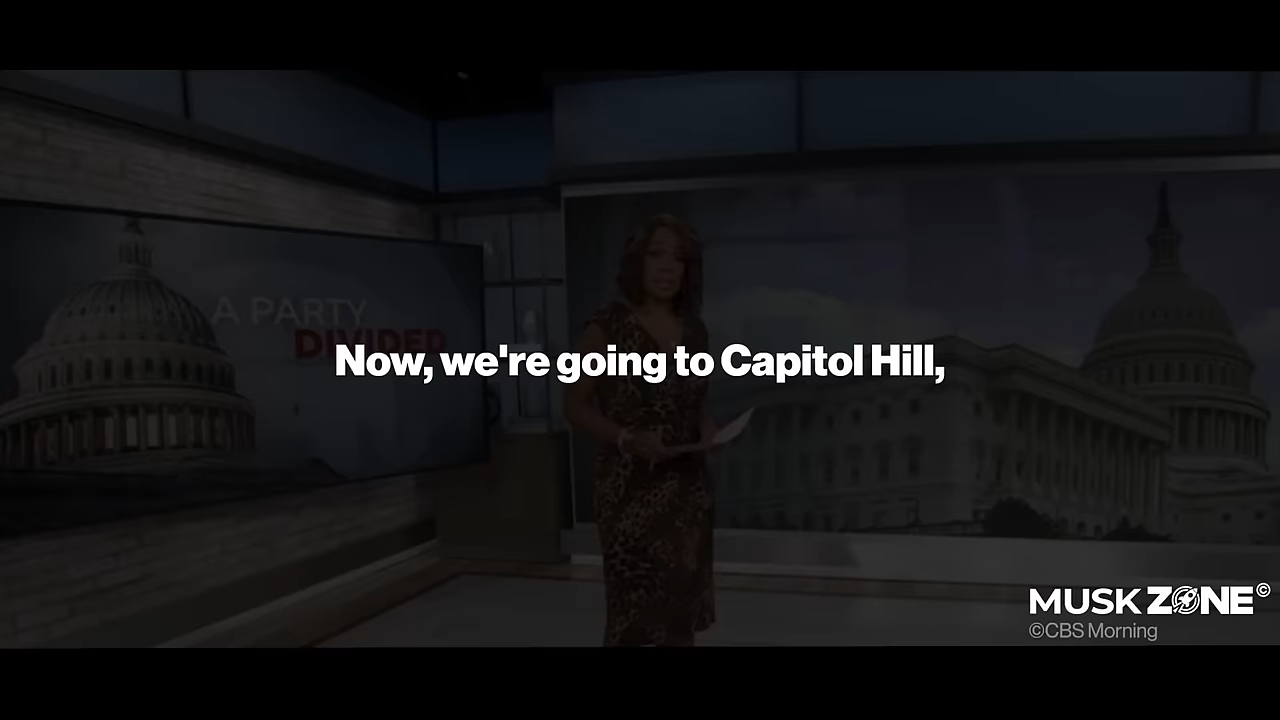 A PARTY
DIVIDED
Now, we're going to Capitol Hill,
MUSK ZONE©
©CBS Morning